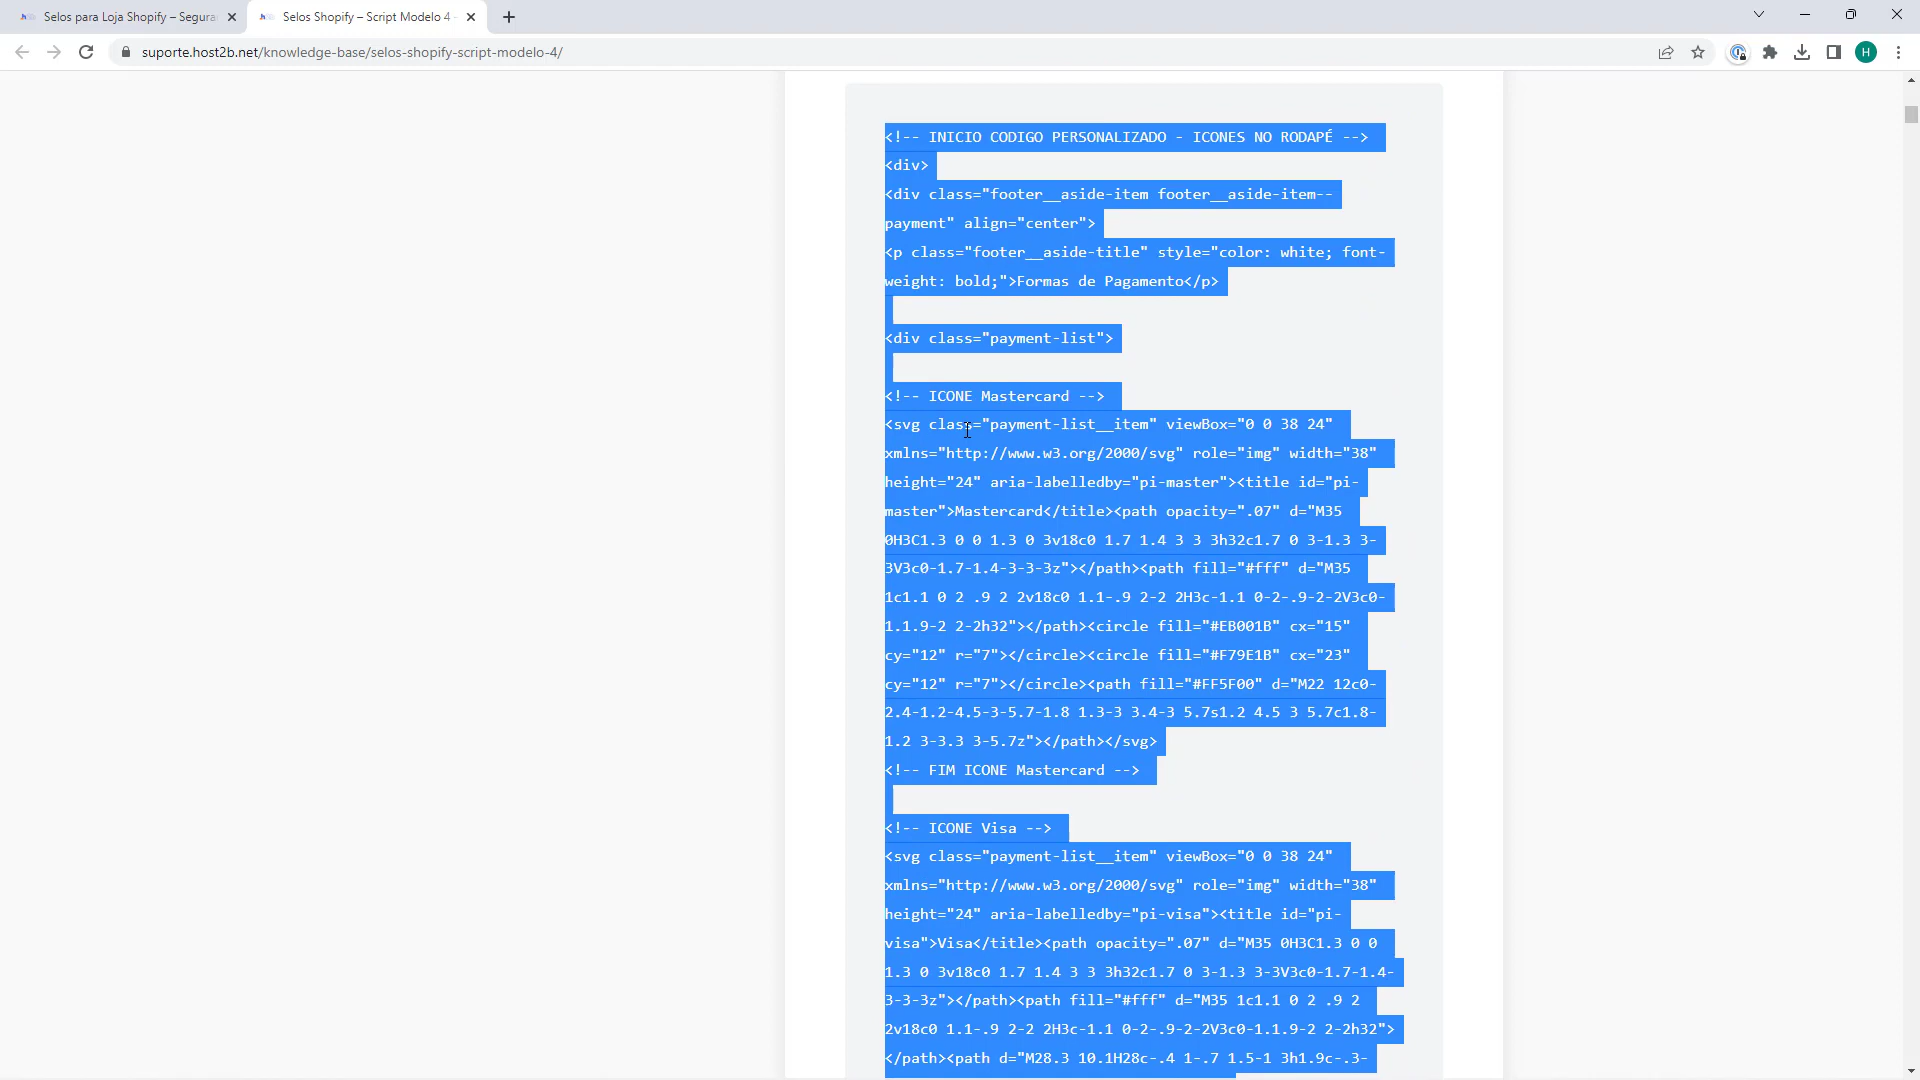 Selos para Loja Shopify – Segura
Selos Shopify – Script Modelo 4 -
suporte.host2b.net/knowledge-base/selos-shopify-script-modelo-4/
H
<!-- INICIO CODIGO PERSONALIZADO - ICONES NO RODAPÉ -->
<div>
<div class="footer__aside-item footer__aside-item--
payment" align="center">
<p class="footer__aside-title" style="color: white; font-
weight: bold;">Formas de Pagamento</p>
<div class="payment-list">
<!-- ICONE Mastercard -->
<svg class="payment-list__item" viewBox="0 0 38 24"
xmlns="http://www.w3.org/2000/svg" role="img" width="38"
height="24" aria-labelledby="pi-master"><title id="pi-
master">Mastercard</title><path opacity=".07" d="M35
0H3C1.3 0 0 1.3 0 3v18c0 1.7 1.4 3 3 3h32c1.7 0 3-1.3 3-
3V3c0-1.7-1.4-3-3-3z"></path><path fill="#fff" d="M35
1c1.1 0 2 .9 2 2v18c0 1.1-.9 2-2 2H3c-1.1 0-2-.9-2-2V3c0-
1.1.9-2 2-2h32"></path><circle fill="#EB001B" cx="15"
cy="12" r="7"></circle><circle fill="#F79E1B" cx="23"
cy="12" r="7"></circle><path fill="#FF5F00" d="M22 12c0-
2.4-1.2-4.5-3-5.7-1.8 1.3-3 3.4-3 5.7s1.2 4.5 3 5.7c1.8-
1.2 3-3.3 3-5.7z"></path></svg>
<!-- FIM ICONE Mastercard -->
<!-- ICONE Visa -->
<svg class="payment-list__item" viewBox="0 0 38 24"
xmlns="http://www.w3.org/2000/svg" role="img" width="38"
height="24" aria-labelledby="pi-visa"><title id="pi-
visa">Visa</title><path opacity=".07" d="M35 0H3C1.3 0 0
1.3 0 3v18c0 1.7 1.4 3 3 3h32c1.7 0 3-1.3 3-3V3c0-1.7-1.4-
3-3-3z"></path><path fill="#fff" d="M35 1c1.1 0 2 .9 2
2v18c0 1.1-.9 2-2 2H3c-1.1 0-2-.9-2-2V3c0-1.1.9-2 2-2h32">
</path><path d="M28.3 10.1H28c-.4 1-.7 1.5-1 3h1.9c-.3-